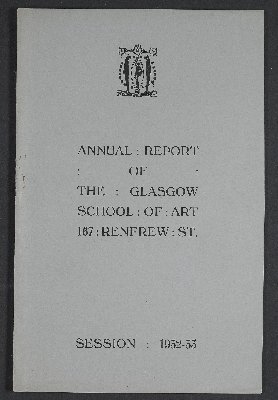 ANNUAL : REPORT
: OF :
THE : GLASGOW
SCHOOL : OF : ART
167 : RENFREW : ST.
SESSION : 1952-53